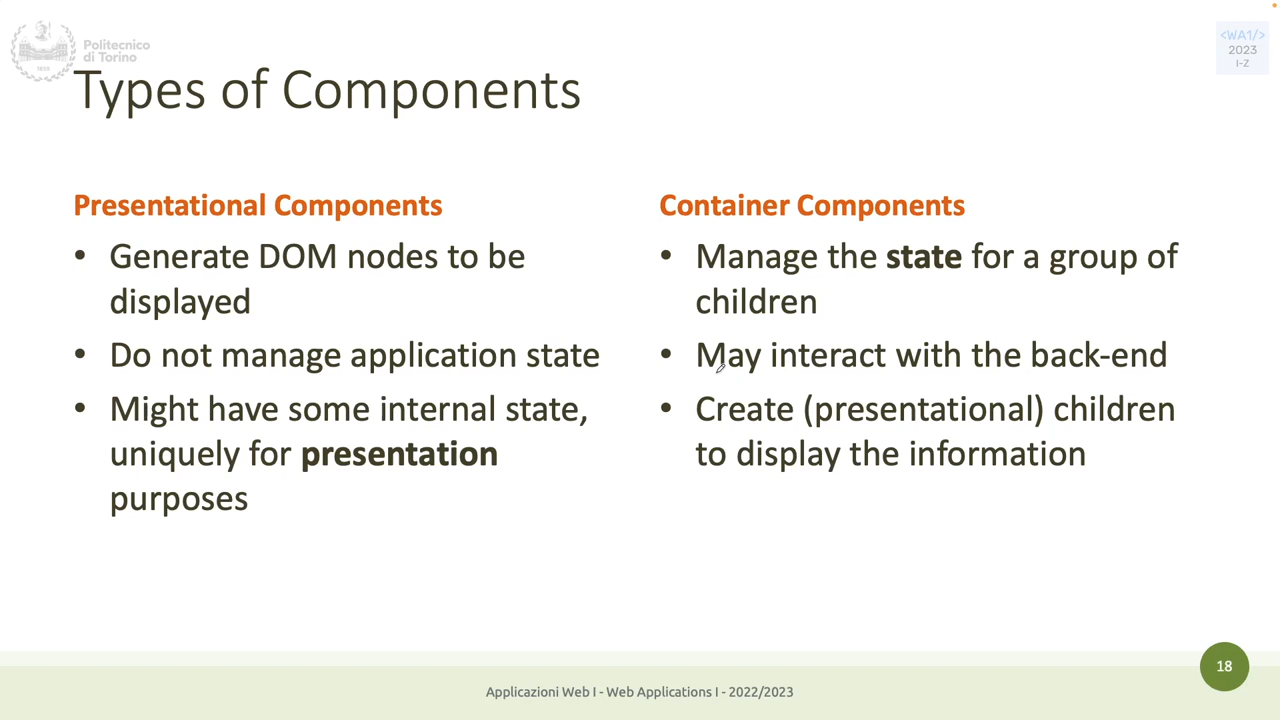 Politecnico
di Torino
1859
<WA1/>
2023
I-Z
Types of Components
Presentational Components
• Generate DOM nodes to be
displayed
• Do not manage application state
• Might have some internal state,
uniquely for presentation
purposes
Container Components
• Manage the state for a group of
children
• May interact with the back-end
• Create (presentational) children
to display the information
Applicazioni Web I - Web Applications I - 2022/2023
18